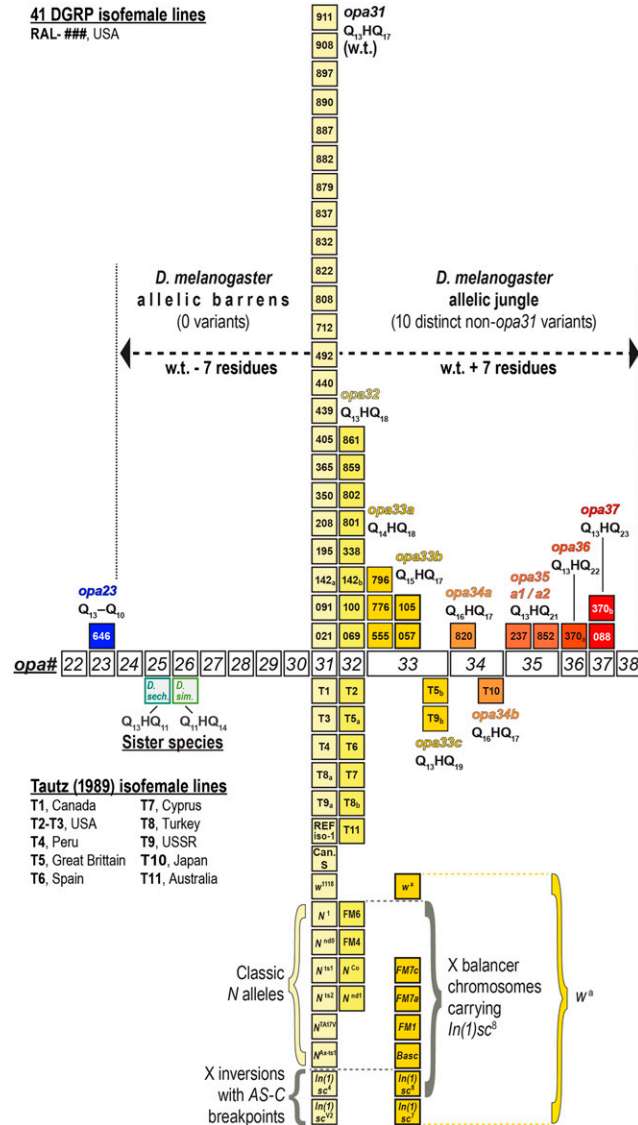 41 DGRP isofemale lines
RAL- ###, USA
911
opa31
Q13HQ17
(w.t.)
908
897
890
887
882
879
837
832
822
808
712
492
440
439
405
365
350
208
195
142a
091
021
D. melanogaster
allelic barrens
(0 variants)
w.t. - 7 residues
D. melanogaster
allelic jungle
(10 distinct non-opa31 variants)
w.t. + 7 residues
opa32
Q13HQ18
861
859
802
801
338
142b
100
069
opa33a
Q14HQ18
796
776
555
opa33b
Q15HQ17
105
057
opa34a
Q16HQ17
820
opa35
a1 / a2
Q13HQ21
237
852
opa36
Q13HQ22
370a
opa37
Q13HQ23
370b
088
opa23
Q13–Q10
646
opa#
22 23 24 25 26 27 28 29 30 31 32 33 34 35 36 37 38
D. sech.
D. sim.
Q13HQ11
Q11HQ14
Sister species
T1
T3
T4
T8a
T9a
REF iso-1
Can. S
w1118
N1
Nnd0
Nts1
Nts2
NTA17V
NAx-ts1
In(1) sc4
In(1) scV2
T2
T5a
T6
T7
T8b
T11
FM6
FM4
NCo
Nnd1
T5b
T9b
opa33c
Q13HQ19
T10
opa34b
Q16HQ17
wa
FM7c
FM7a
FM1
Basc
In(1) sc8
In(1)
Tautz (1989) isofemale lines
T1, Canada
T2-T3, USA
T4, Peru
T5, Great Brittain
T6, Spain
T7, Cyprus
T8, Turkey
T9, USSR
T10, Japan
T11, Australia
Classic
N alleles
X inversions
with AS-C
breakpoints
X balancer
chromosomes
carrying
In(1)sc8
wa